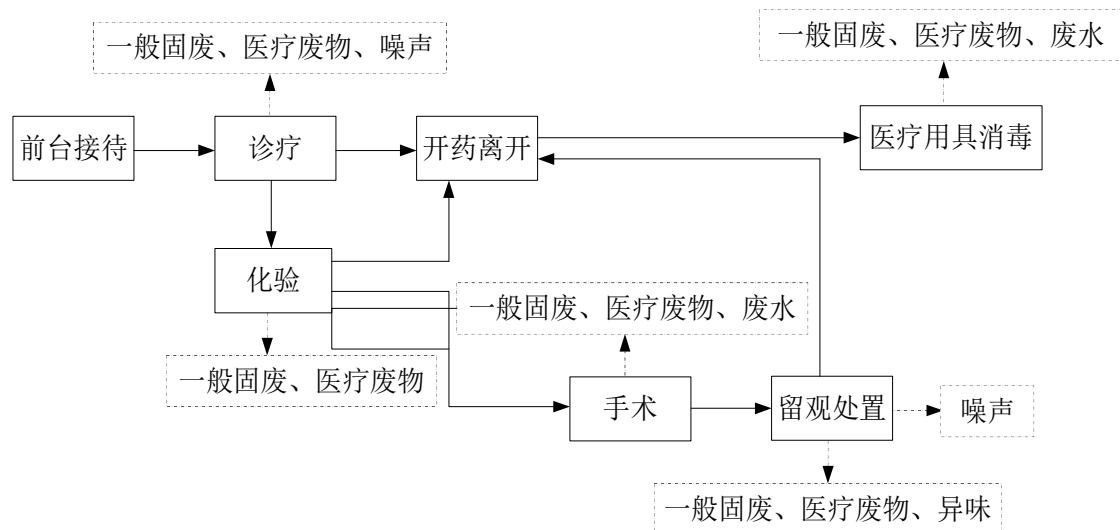 一般固废、医疗废物、噪声
一般固废、医疗废物、废水
前台接待
诊疗
开药离开
医疗用具消毒
化验
一般固废、医疗废物、废水
一般固废、医疗废物
手术
留观处置
噪声
一般固废、医疗废物、异味